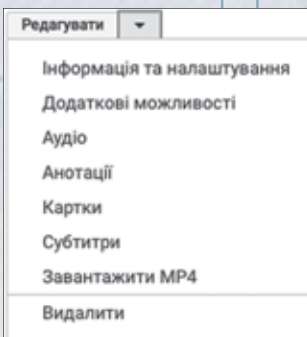 Редагувати
Інформація та налаштування
Додаткові можливості
Аудіо
Анотації
Картки
Субтитри
Завантажити MP4
Видалити